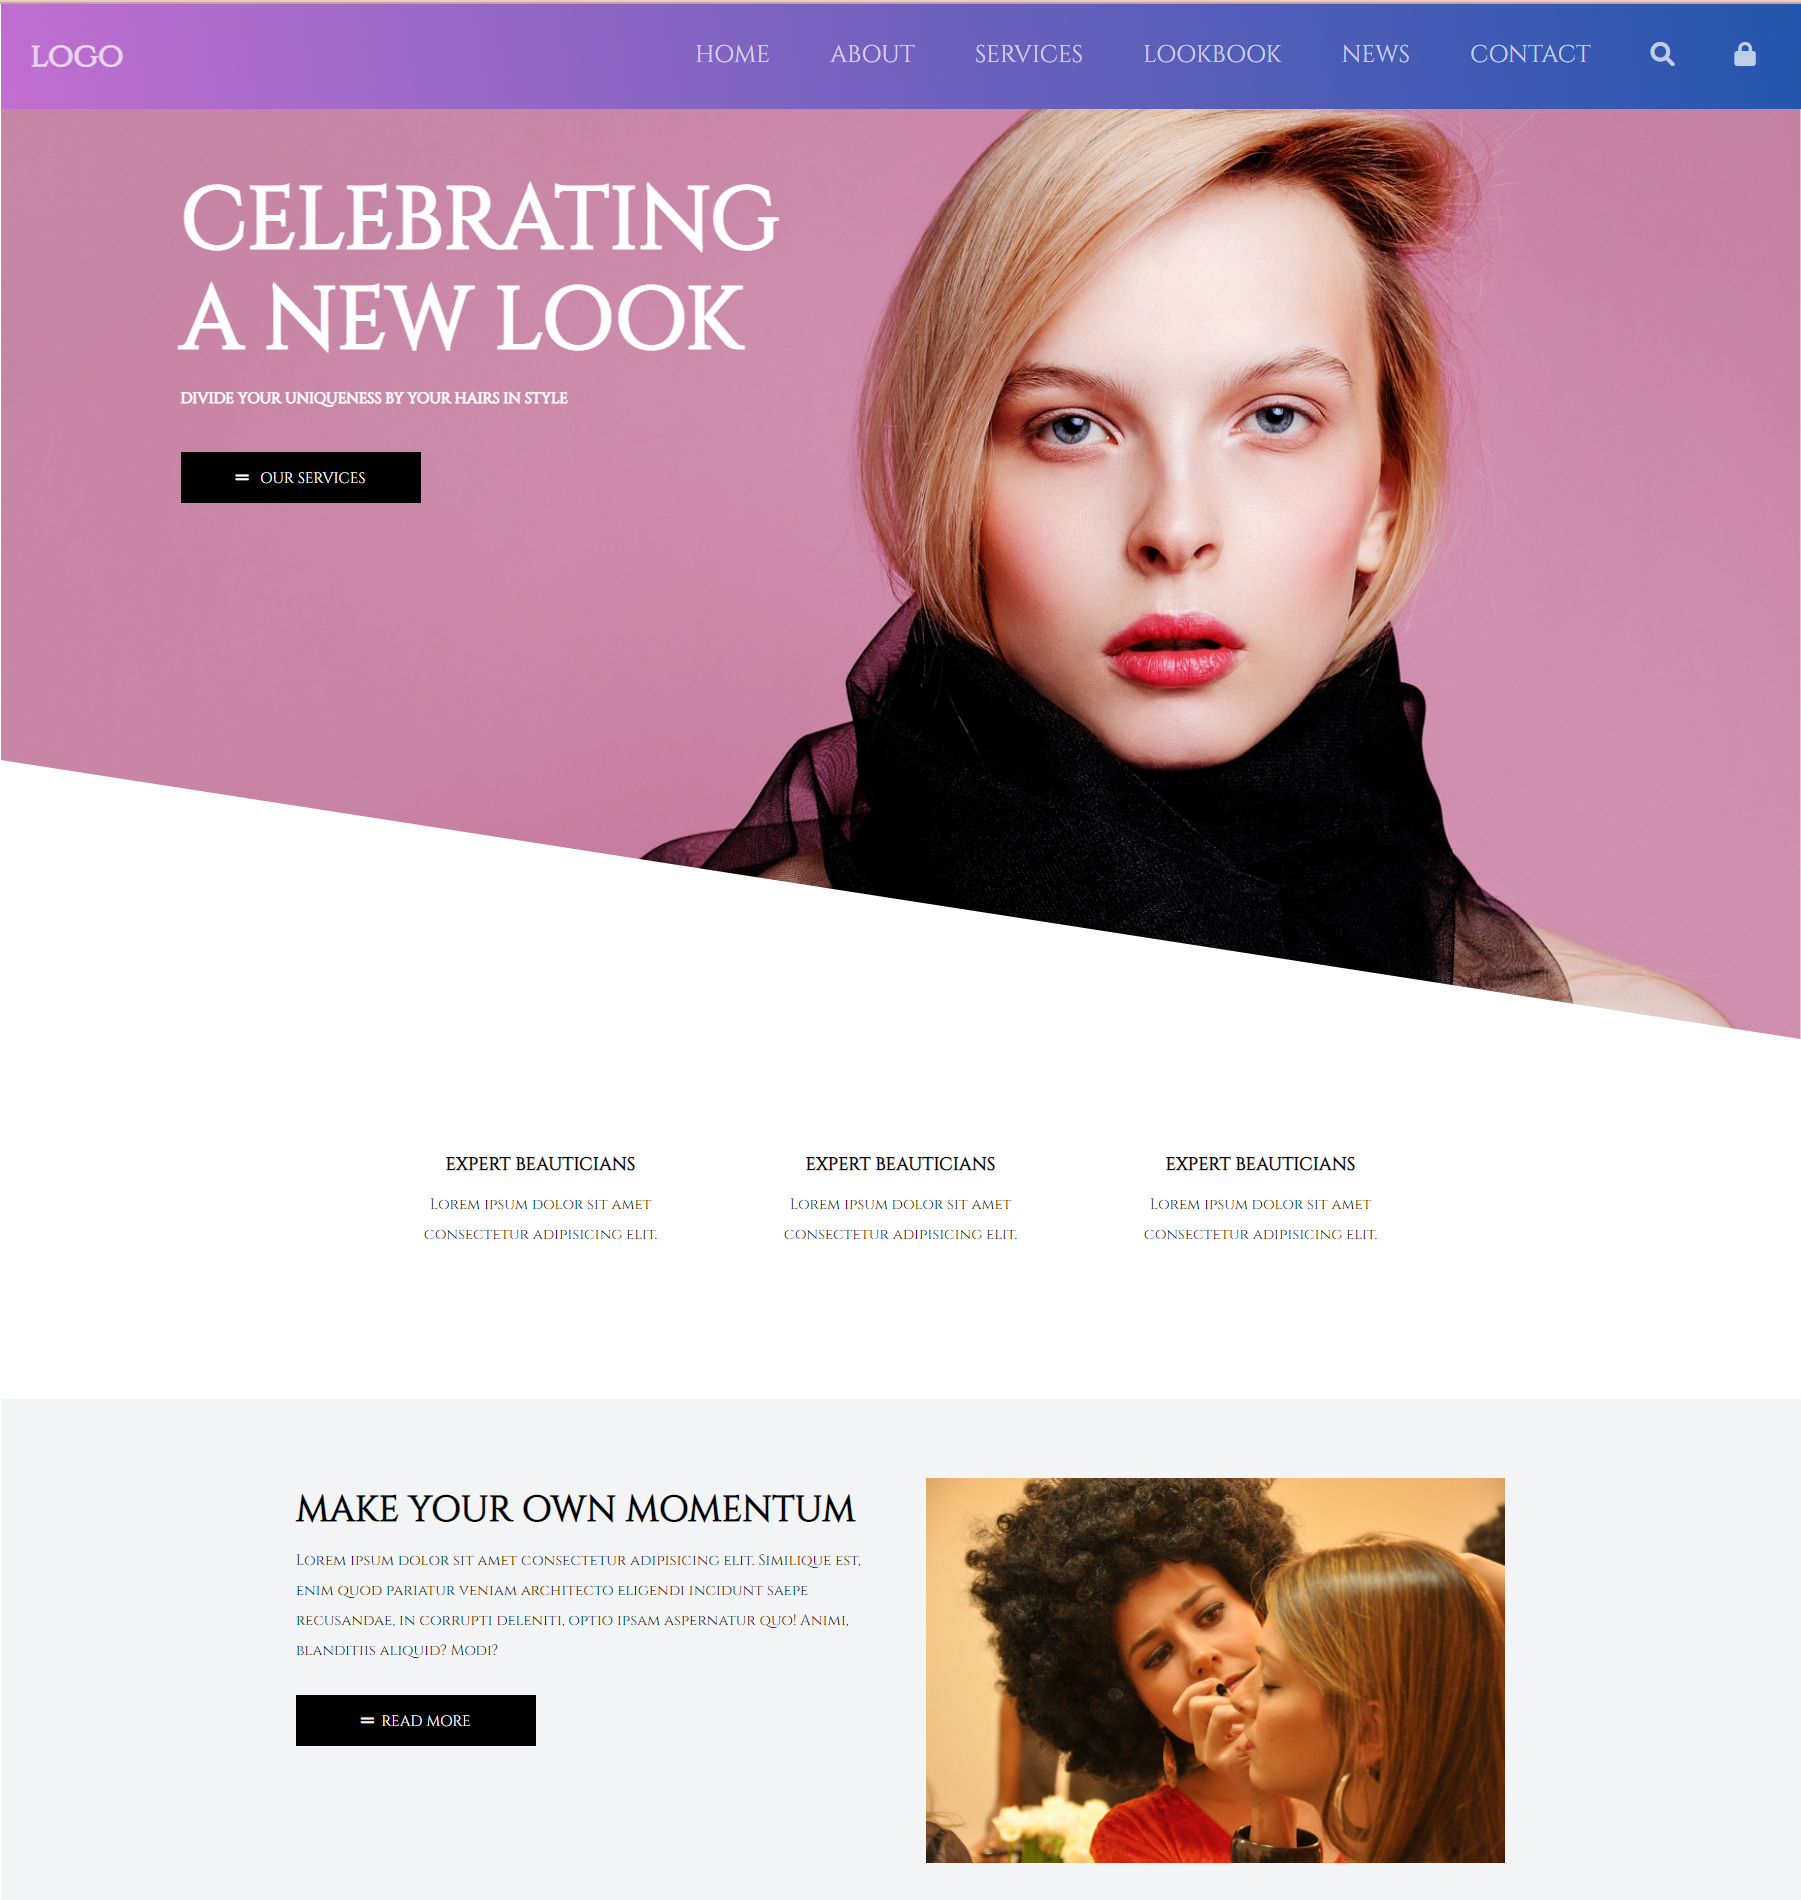 LOGO
HOME ABOUT SERVICES LOOKBOOK NEWS CONTACT
CELEBRATING
A NEW LOOK
DIVIDE YOUR UNIQUENESS BY YOUR HAIRS IN STYLE
OUR SERVICES
EXPERT BEAUTICIANS
Lorem ipsum dolor sit amet
consectetur adipisicing elit.
EXPERT BEAUTICIANS
Lorem ipsum dolor sit amet
consectetur adipisicing elit.
EXPERT BEAUTICIANS
Lorem ipsum dolor sit amet
consectetur adipisicing elit.
MAKE YOUR OWN MOMENTUM
Lorem ipsum dolor sit amet consectetur adipisicing elit. Similique est,
enim quod pariatur veniam architecto eligendi incidunt saepe
recusandae, in corrupti deleniti, optio ipsam aspernatur quo! Animi,
blanditiis aliquid? Modi?
READ MORE